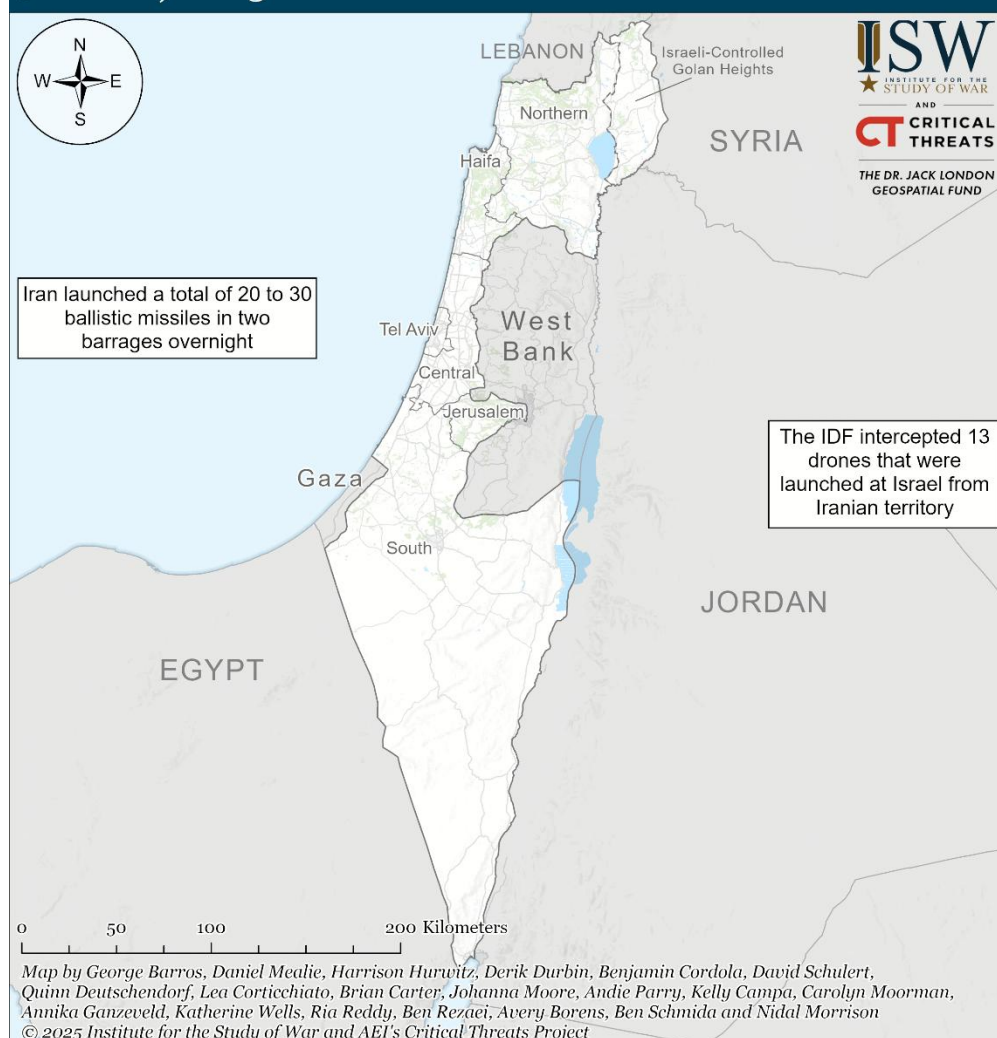 N
W
E
S
LEBANON
Israeli-Controlled
Golan Heights
ISW
INSTITUTE FOR THE
STUDY OF WAR
AND
CT CRITICAL
THREATS
THE DR. JACK LONDON
GEOSPATIAL FUND
Northern
SYRIA
Haifa
Iran launched a total of 20 to 30
ballistic missiles in two
barrages overnight
Tel Aviv
West
Bank
Central
Jerusalem
The IDF intercepted 13
drones that were
launched at Israel from
Iranian territory
Gaza
South
JORDAN
EGYPT
0 50 100 200 Kilometers
Map by George Barros, Daniel Mealie, Harrison Hurwitz, Derik Durbin, Benjamin Cordola, David Schulert,
Quinn Deutschendorf, Lea Corticchiato, Brian Carter, Johanna Moore, Andie Parry, Kelly Campa, Carolyn Moorman,
Annika Ganzeveld, Katherine Wells, Ria Reddy, Ben Rezaei, Avery Borens, Ben Schmida and Nidal Morrison
© 2025 Institute for the Study of War and AEI's Critical Threats Project